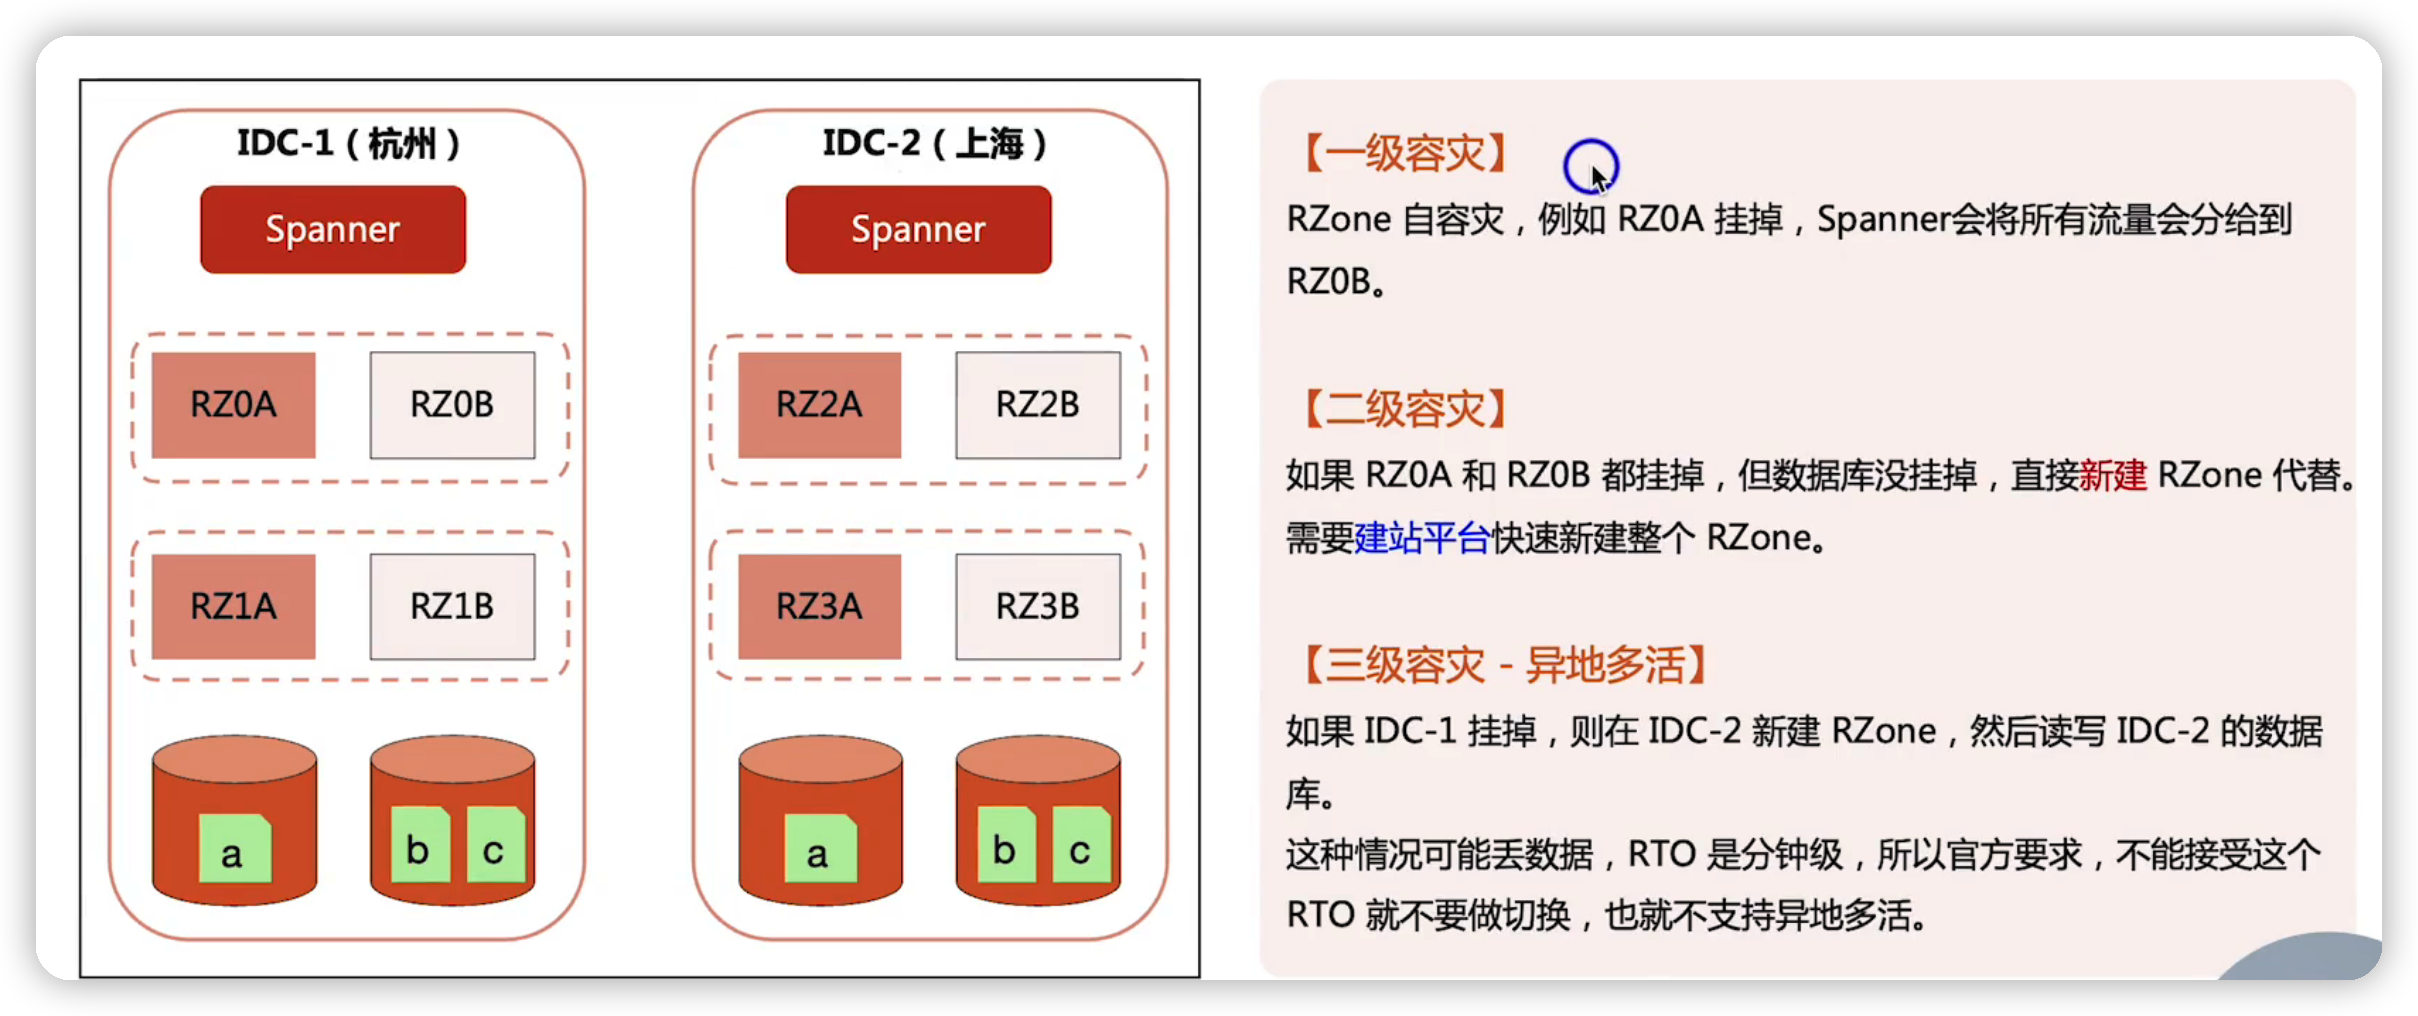 IDC-1（杭州）
Spanner
RZ0A
RZ0B
RZ1A
RZ1B
a
b
c
IDC-2（上海）
Spanner
RZ2A
RZ2B
RZ3A
RZ3B
a
b
c
【一级容灾】
RZone 自容灾，例如 RZ0A 挂掉，Spanner会将所有流量会分给到
RZ0B。
【二级容灾】
如果 RZ0A 和 RZ0B 都挂掉，但数据库没挂掉，直接新建 RZone 代替。
需要建站平台快速新建整个 RZone。
【三级容灾 - 异地多活】
如果 IDC-1 挂掉，则在 IDC-2 新建 RZone，然后读写 IDC-2 的数据
库。
这种情况可能丢数据，RTO 是分钟级，所以官方要求，不能接受这个
RTO 就不要做切换，也就不支持异地多活。